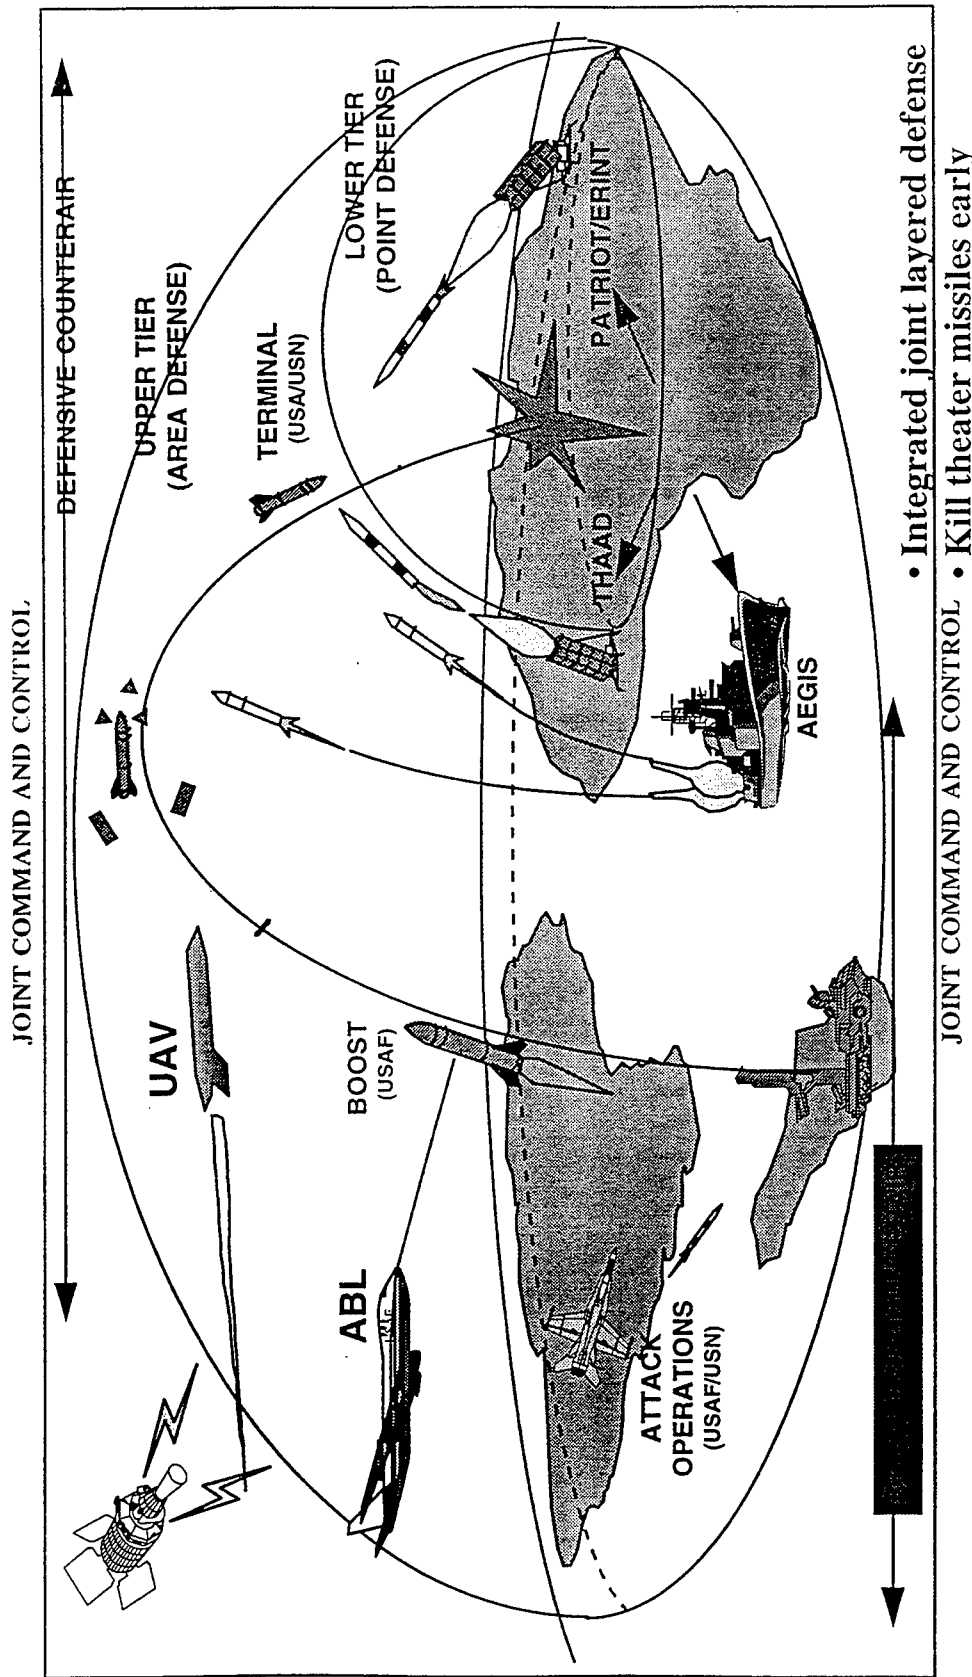 JOINT COMMAND AND CONTROL
DEFENSIVE COUNTERAIR
UPPER TIER
(AREA DEFENSE)
LOWER TIER
(POINT DEFENSE)
TERMINAL
(USA/USN)
UAV
BOOST
(USAF)
ABL
PATRIOT/ERINT
THAAD
AEGIS
ATTACK
OPERATIONS
(USAF/USN)
• Integrated joint layered defense
JOINT COMMAND AND CONTROL
• Kill theater missiles early